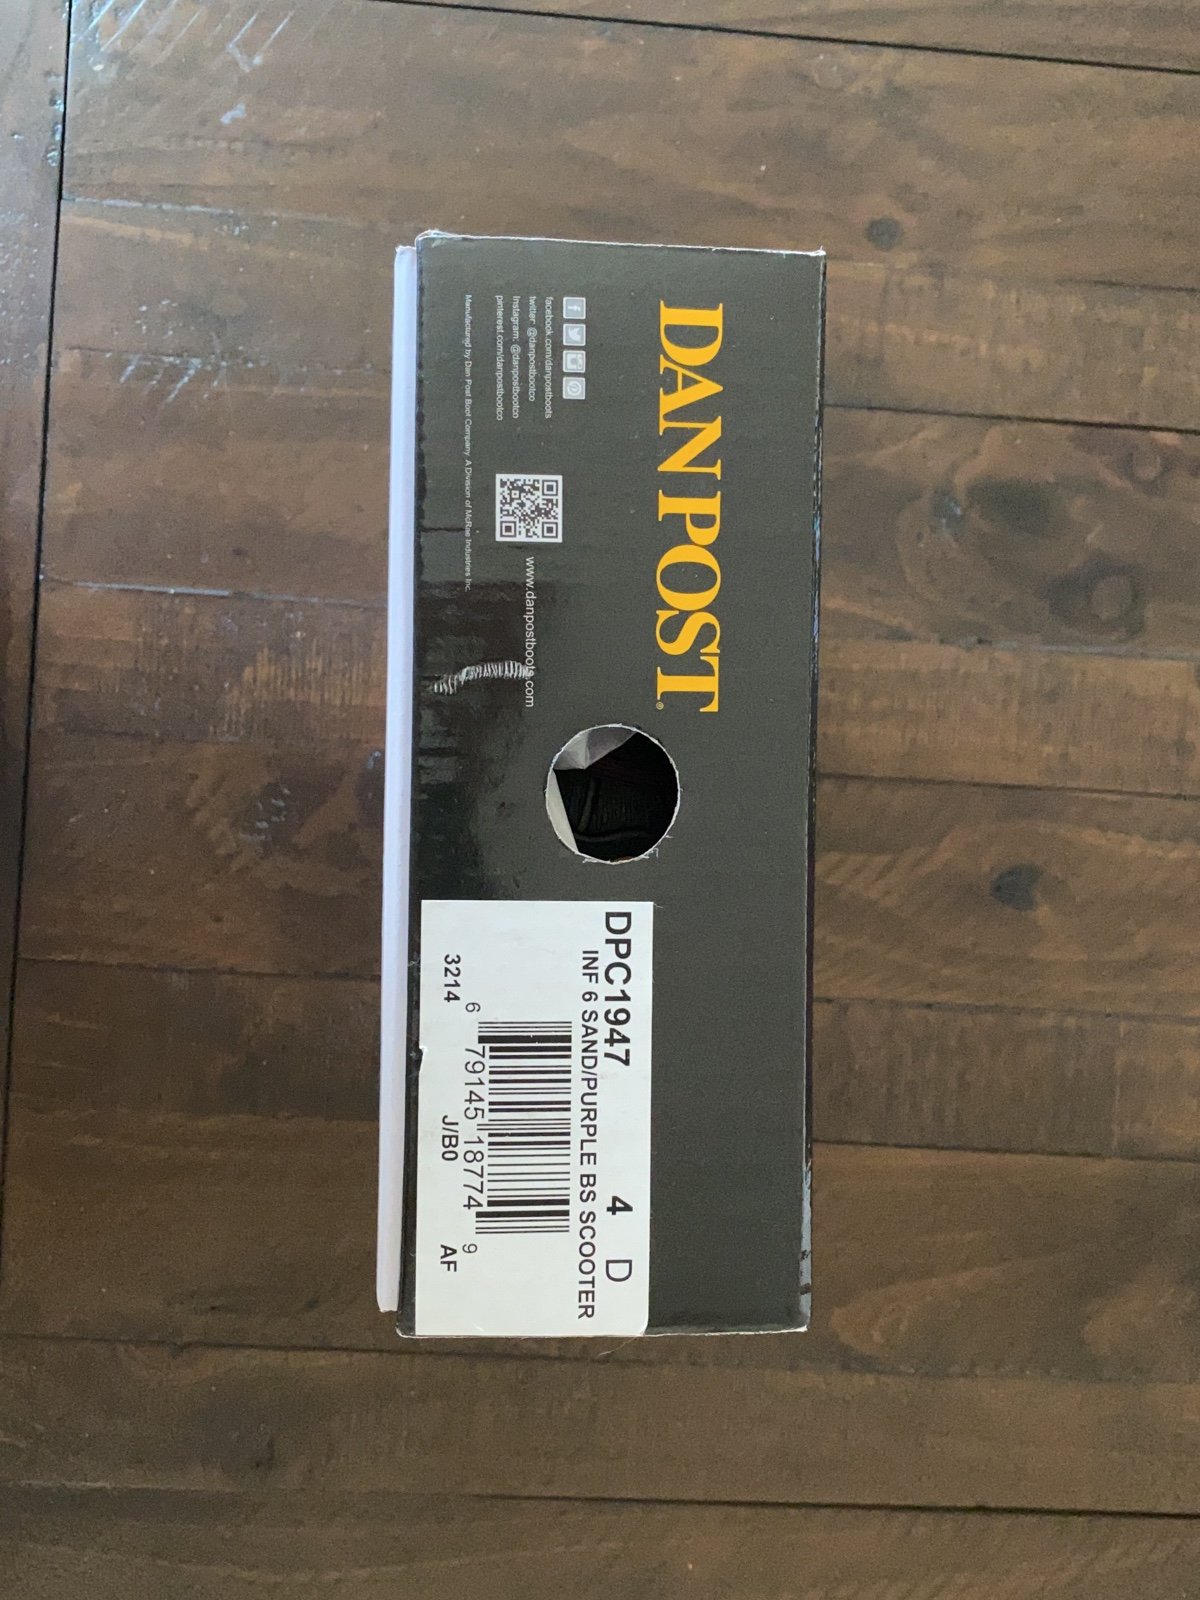 DAN POST®
facebook.com/danpostboots
twitter: @danpostbootco
Instagram: @danpostbootco
pinterest.com/danpostbootco
www.danpostboots.com
Manufactured by Dan Post Boot Company. A Division of McRae Industries Inc.
DPC1947 4 D
INF 6 SAND/PURPLE BS SCOOTER
6 79145 18774 9
3214 J/B0 AF